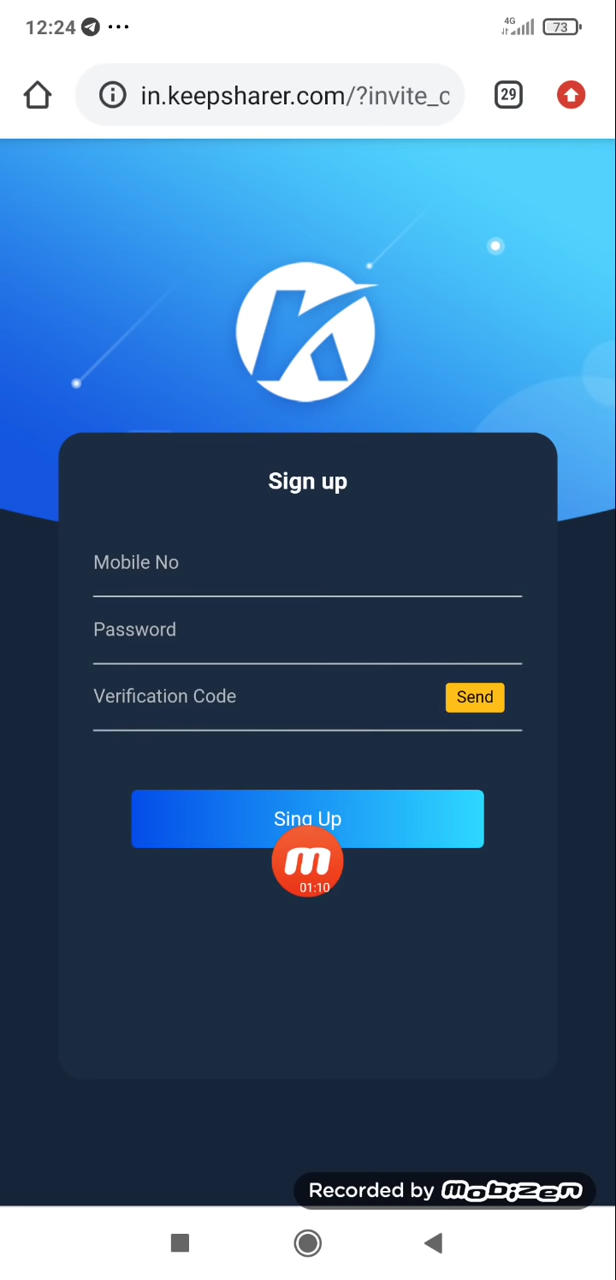 12:24
4G
73
in.keepsharer.com/?invite_c
29
K
Sign up
Mobile No
Password
Verification Code
Send
Sing Up
m
01:10
Recorded by mobizen